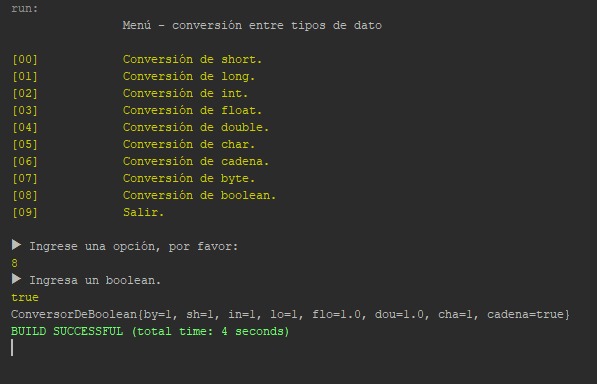 run:
Menú - conversión entre tipos de dato
[00] Conversión de short.
[01] Conversión de long.
[02] Conversión de int.
[03] Conversión de float.
[04] Conversión de double.
[05] Conversión de char.
[06] Conversión de cadena.
[07] Conversión de byte.
[08] Conversión de boolean.
[09] Salir.
▶ Ingrese una opción, por favor:
8
▶ Ingresa un boolean.
true
ConversorDeBoolean{by=1, sh=1, in=1, lo=1, flo=1.0, dou=1.0, cha=1, cadena=true}
BUILD SUCCESSFUL (total time: 4 seconds)